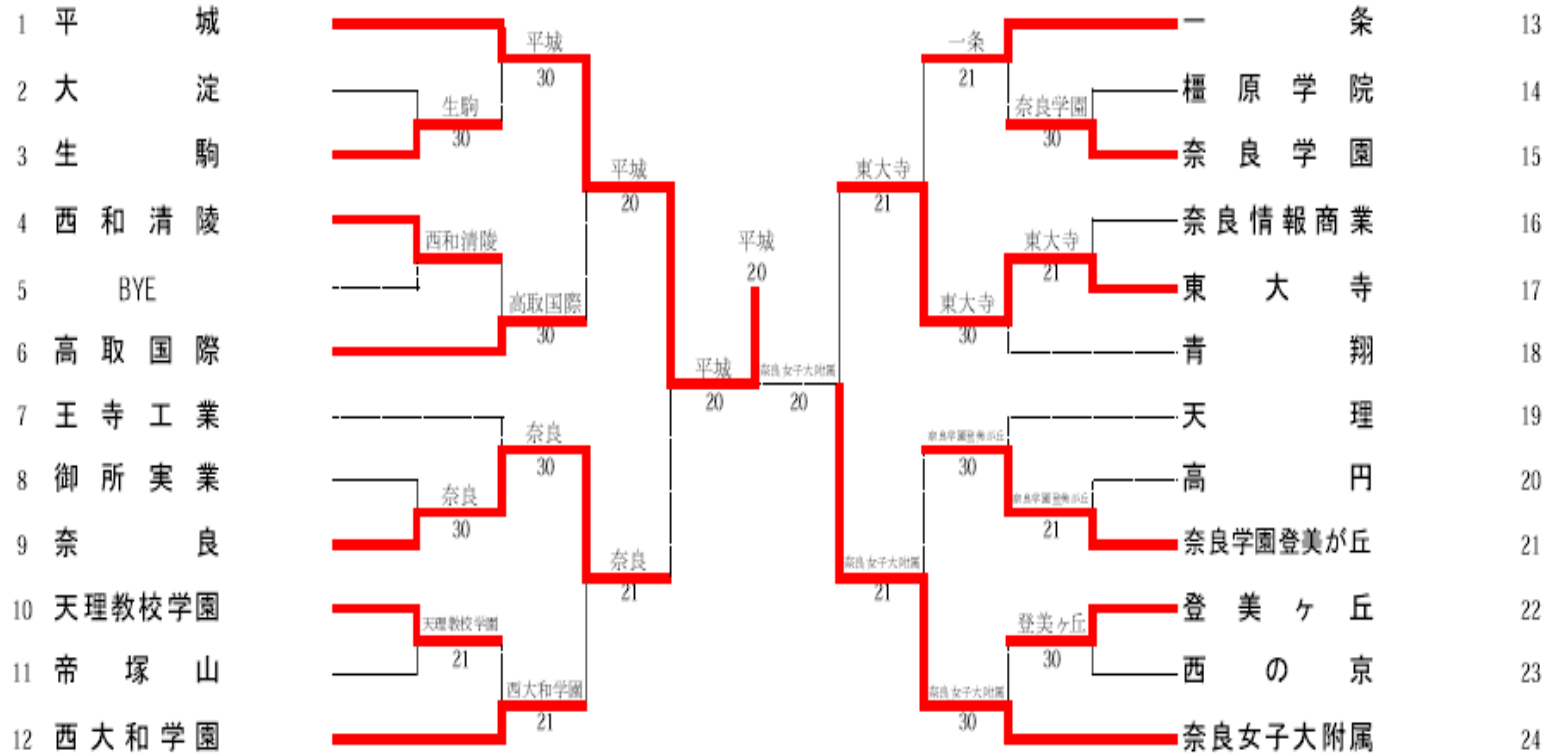 1 平城 一条 13
平城 一条
30 21
2 大淀 橿原学院 14
生駒 奈良学園
30 30
3 生駒 奈良学園 15
平城 東大寺
20 21
4 西和清陵 奈良情報商業 16
西和清陵 平城 東大寺
20 21
5 BYE 東大寺 17
高取国際 東大寺
30 30
6 高取国際 青翔 18
平城 奈良女子大附属
20 20
7 王寺工業 天理 19
奈良 奈良学園登美が丘
30 30
8 御所実業 高円 20
奈良 奈良学園登美が丘
30 21
9 奈良 奈良学園登美が丘 21
奈良 奈良女子大附属
21 21
10 天理教校学園 登美ヶ丘 22
天理教校学園 登美ヶ丘
21 30
11 帝塚山 西の京 23
西大和学園 奈良女子大附属
21 30
12 西大和学園 奈良女子大附属 24